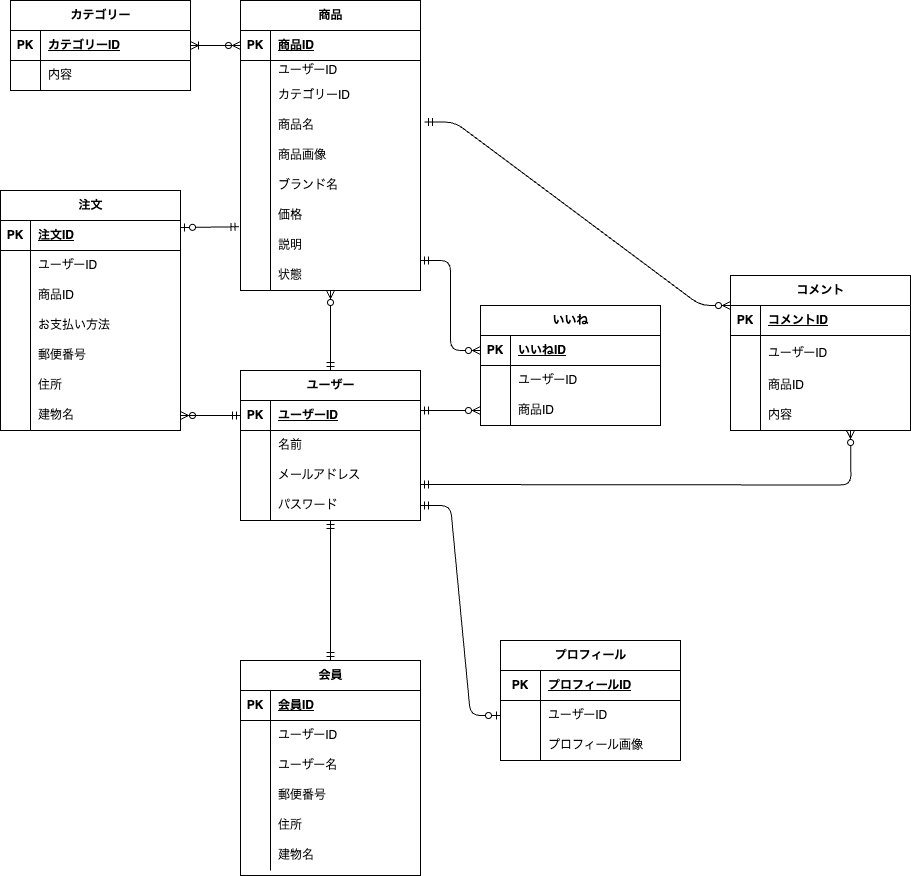 カテゴリー
PK カテゴリーID
内容
商品
PK 商品ID
ユーザーID
カテゴリーID
商品名
商品画像
ブランド名
価格
説明
状態
注文
PK 注文ID
ユーザーID
商品ID
お支払い方法
郵便番号
住所
建物名
いいね
PK いいねID
ユーザーID
商品ID
コメント
PK コメントID
ユーザーID
商品ID
内容
ユーザー
PK ユーザーID
名前
メールアドレス
パスワード
プロフィール
PK プロフィールID
ユーザーID
プロフィール画像
会員
PK 会員ID
ユーザーID
ユーザー名
郵便番号
住所
建物名